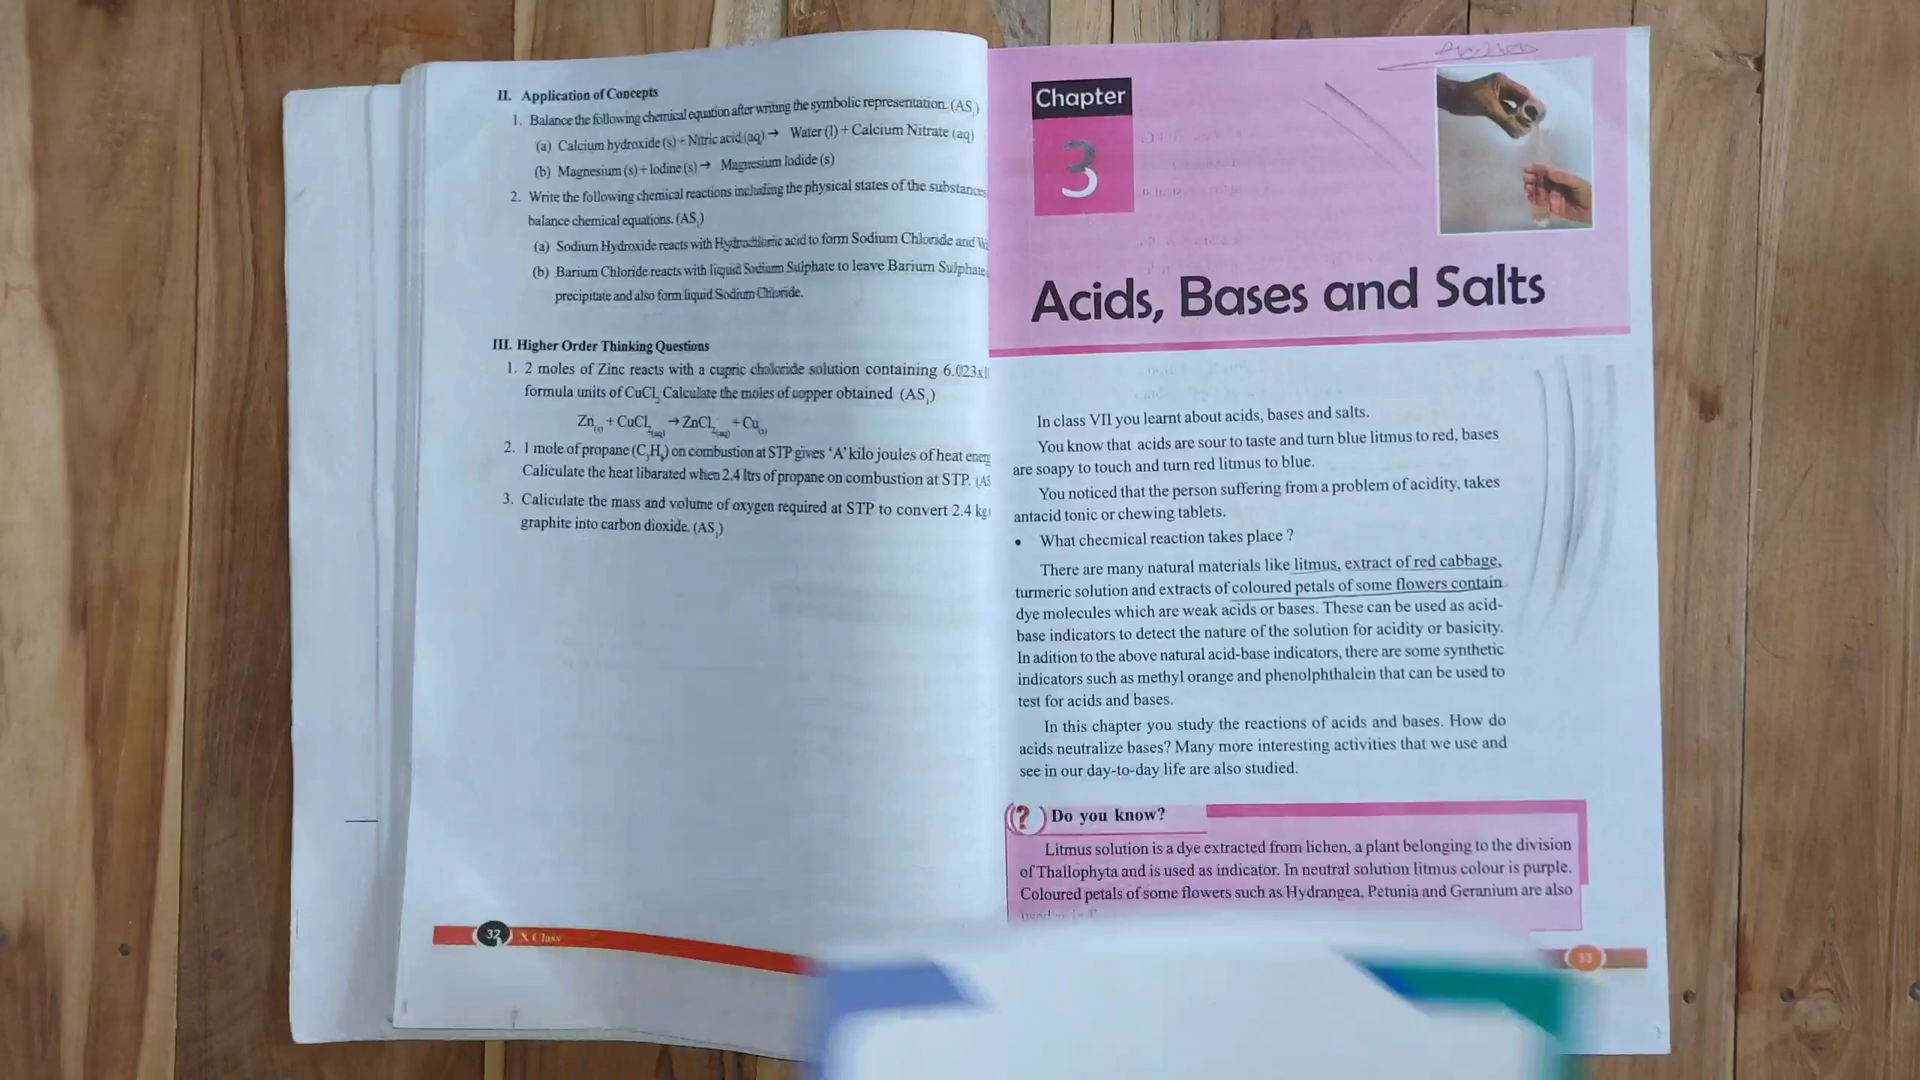 II. Application of Concepts
1. Balance the following chemical equation after writing the symbolic representation. (AS1)
(a) Calcium hydroxide (s) + Nitric acid (aq) → Water (l) + Calcium Nitrate (aq)
(b) Magnesium (s) + Iodine (s) → Magnesium Iodide (s)
2. Write the following chemical reactions including the physical states of the substances
balance chemical equations. (AS1)
(a) Sodium Hydroxide reacts with Hydrochloric acid to form Sodium Chloride and
(b) Barium Chloride reacts with liquid Sodium Sulphate to leave Barium Sulphate
precipitate and also form liquid Sodium Chloride.
III. Higher Order Thinking Questions
1. 2 moles of Zinc reacts with a cupric choloride solution containing 6.023x1
formula units of CuCl2 Calculate the moles of copper obtained (AS1)
Zn(s) + CuCl2(aq) → ZnCl2(aq) + Cu(s)
2. 1 mole of propane (C3H8) on combustion at STP gives ‘A’ kilo joules of heat
Caliculate the heat libarated when 2.4 ltrs of propane on combustion at STP. (AS
3. Caliculate the mass and volume of oxygen required at STP to convert 2.4 kg
graphite into carbon dioxide. (AS1)
32 X Class
Chapter
3
Acids, Bases and Salts
In class VII you learnt about acids, bases and salts.
You know that acids are sour to taste and turn blue litmus to red, bases
are soapy to touch and turn red litmus to blue.
You noticed that the person suffering from a problem of acidity, takes
antacid tonic or chewing tablets.
• What checmical reaction takes place ?
There are many natural materials like litmus, extract of red cabbage,
turmeric solution and extracts of coloured petals of some flowers contain
dye molecules which are weak acids or bases. These can be used as acid-
base indicators to detect the nature of the solution for acidity or basicity.
In adition to the above natural acid-base indicators, there are some synthetic
indicators such as methyl orange and phenolphthalein that can be used to
test for acids and bases.
In this chapter you study the reactions of acids and bases. How do
acids neutralize bases? Many more interesting activities that we use and
see in our day-to-day life are also studied.
? Do you know?
Litmus solution is a dye extracted from lichen, a plant belonging to the division
of Thallophyta and is used as indicator. In neutral solution litmus colour is purple.
Coloured petals of some flowers such as Hydrangea, Petunia and Geranium are also
33